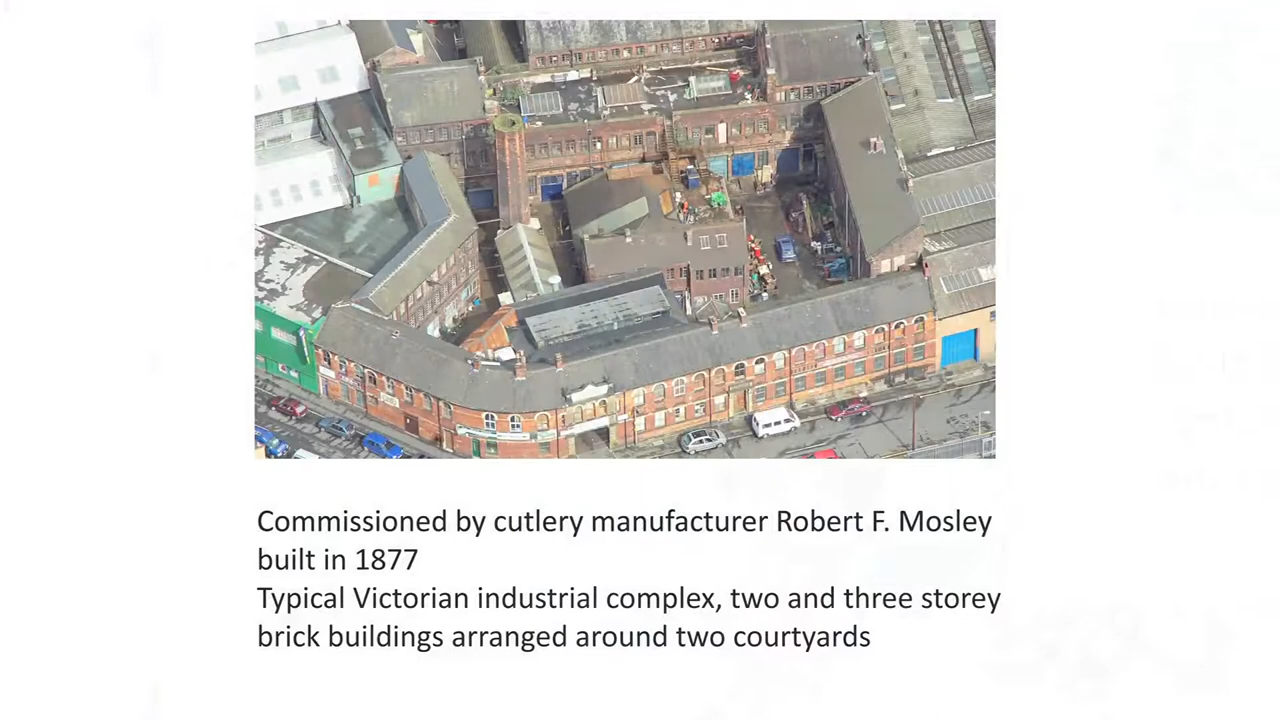 Commissioned by cutlery manufacturer Robert F. Mosley
built in 1877
Typical Victorian industrial complex, two and three storey
brick buildings arranged around two courtyards